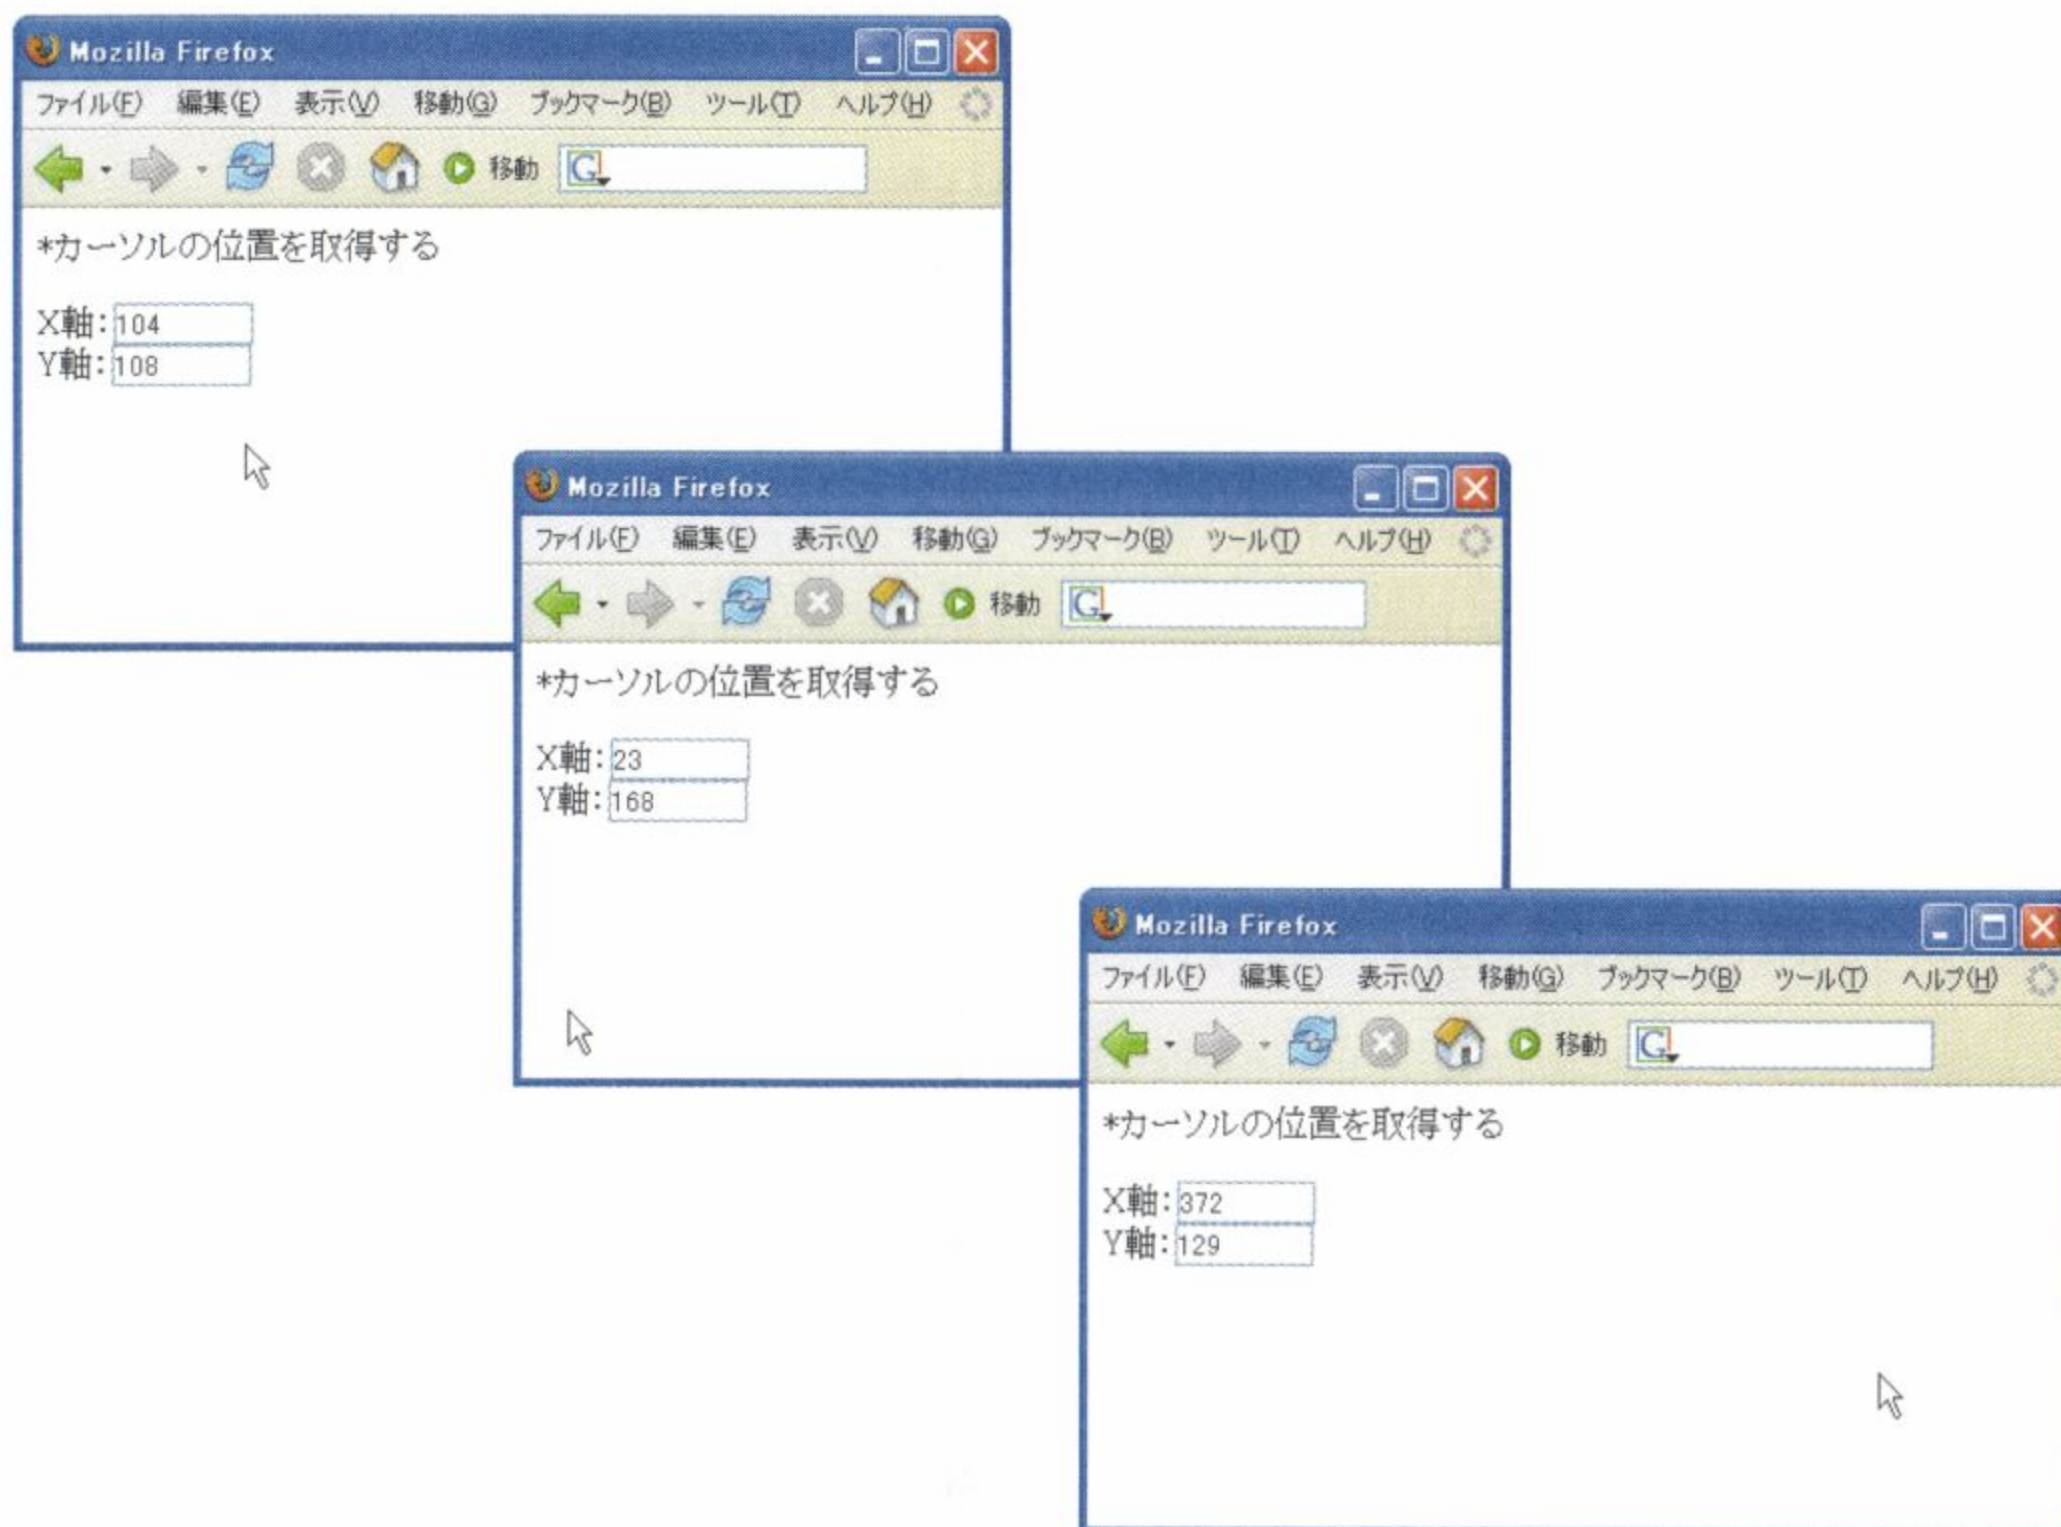 Mozilla Firefox
ファイル(F) 編集(E) 表示(V) 移動(G) ブックマーク(B) ツール(T) ヘルプ(H)
移動 G
*カーソルの位置を取得する
X軸：104
Y軸：108
Mozilla Firefox
ファイル(F) 編集(E) 表示(V) 移動(G) ブックマーク(B) ツール(T) ヘルプ(H)
移動 G
*カーソルの位置を取得する
X軸：23
Y軸：168
Mozilla Firefox
ファイル(F) 編集(E) 表示(V) 移動(G) ブックマーク(B) ツール(T) ヘルプ(H)
移動 G
*カーソルの位置を取得する
X軸：372
Y軸：129